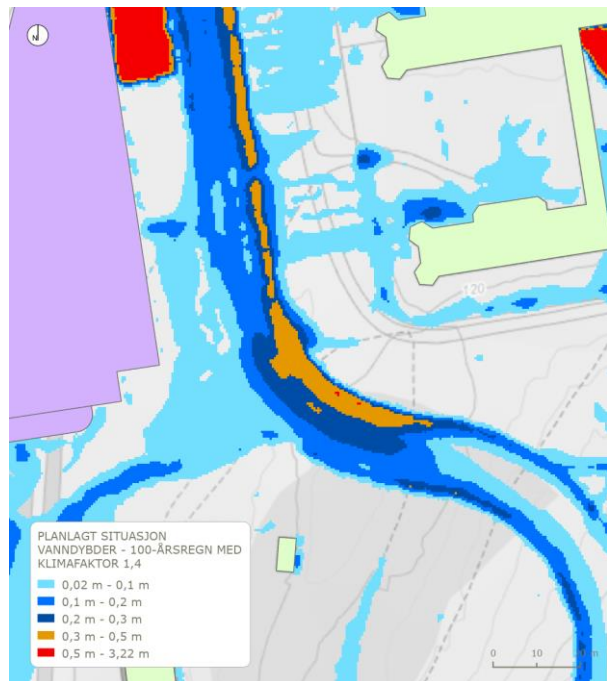 N
120
PLANLAGT SITUASJON
VANNDYBDER - 100-ÅRSREGN MED
KLIMAFAKTOR 1,4
0,02 m - 0,1 m
0,1 m - 0,2 m
0,2 m - 0,3 m
0,3 m - 0,5 m
0,5 m - 3,22 m
0 10 m